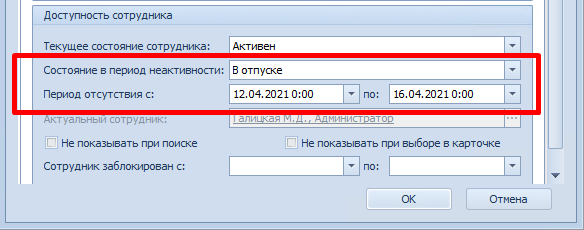 Доступность сотрудника
Текущее состояние сотрудника: Активен
Состояние в период неактивности: В отпуске
Период отсутствия с: 12.04.2021 0:00 по: 16.04.2021 0:00
Актуальный сотрудник: Галицкая М.Д., Администратор ...
Не показывать при поиске Не показывать при выборе в карточке
Сотрудник заблокирован с: по:
ОК Отмена